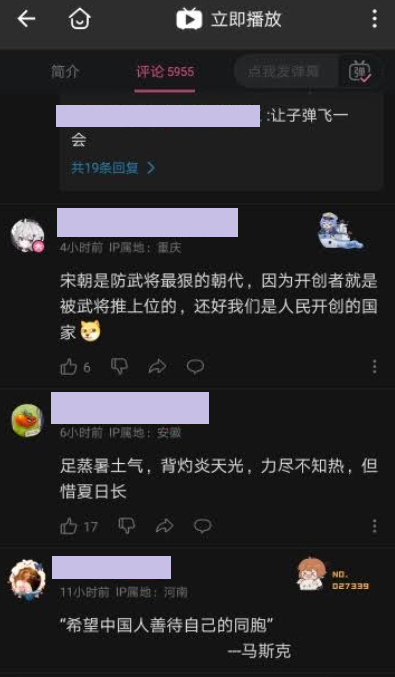 立即播放
简介
评论 5955
点我发弹幕
弹
:让子弹飞一
会
共19条回复
4小时前 IP属地：重庆
宋朝是防武将最狠的朝代，因为开创者就是
被武将推上位的，还好我们是人民开创的国
家
6
6小时前 IP属地：安徽
足蒸暑土气，背灼炎天光，力尽不知热，但
惜夏日长
17
NO.
027339
11小时前 IP属地：河南
“希望中国人善待自己的同胞”
---马斯克